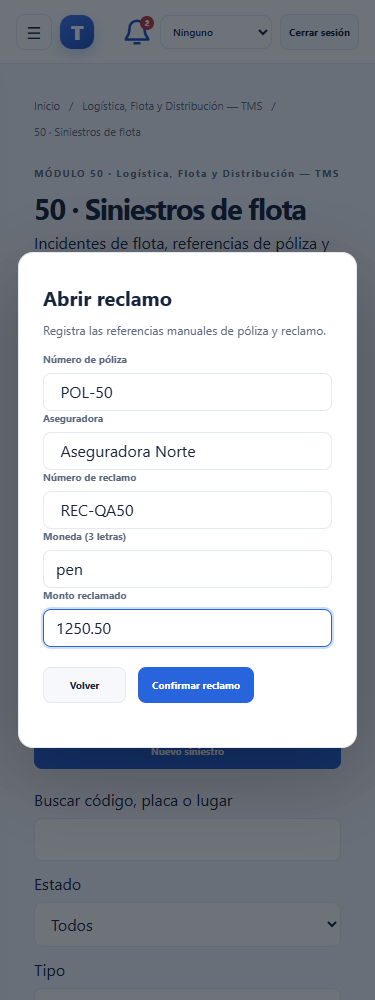 ☰
T
2
Ninguno
Cerrar sesión
Inicio / Logística, Flota y Distribución — TMS /
50 · Siniestros de flota
MÓDULO 50 · Logística, Flota y Distribución — TMS
50 · Siniestros de flota
Incidentes de flota, referencias de póliza y
Abrir reclamo
Registra las referencias manuales de póliza y reclamo.
Número de póliza
POL-50
Aseguradora
Aseguradora Norte
Número de reclamo
REC-QA50
Moneda (3 letras)
pen
Monto reclamado
1250.50
Volver
Confirmar reclamo
Nuevo siniestro
Buscar código, placa o lugar
Estado
Todos
Tipo